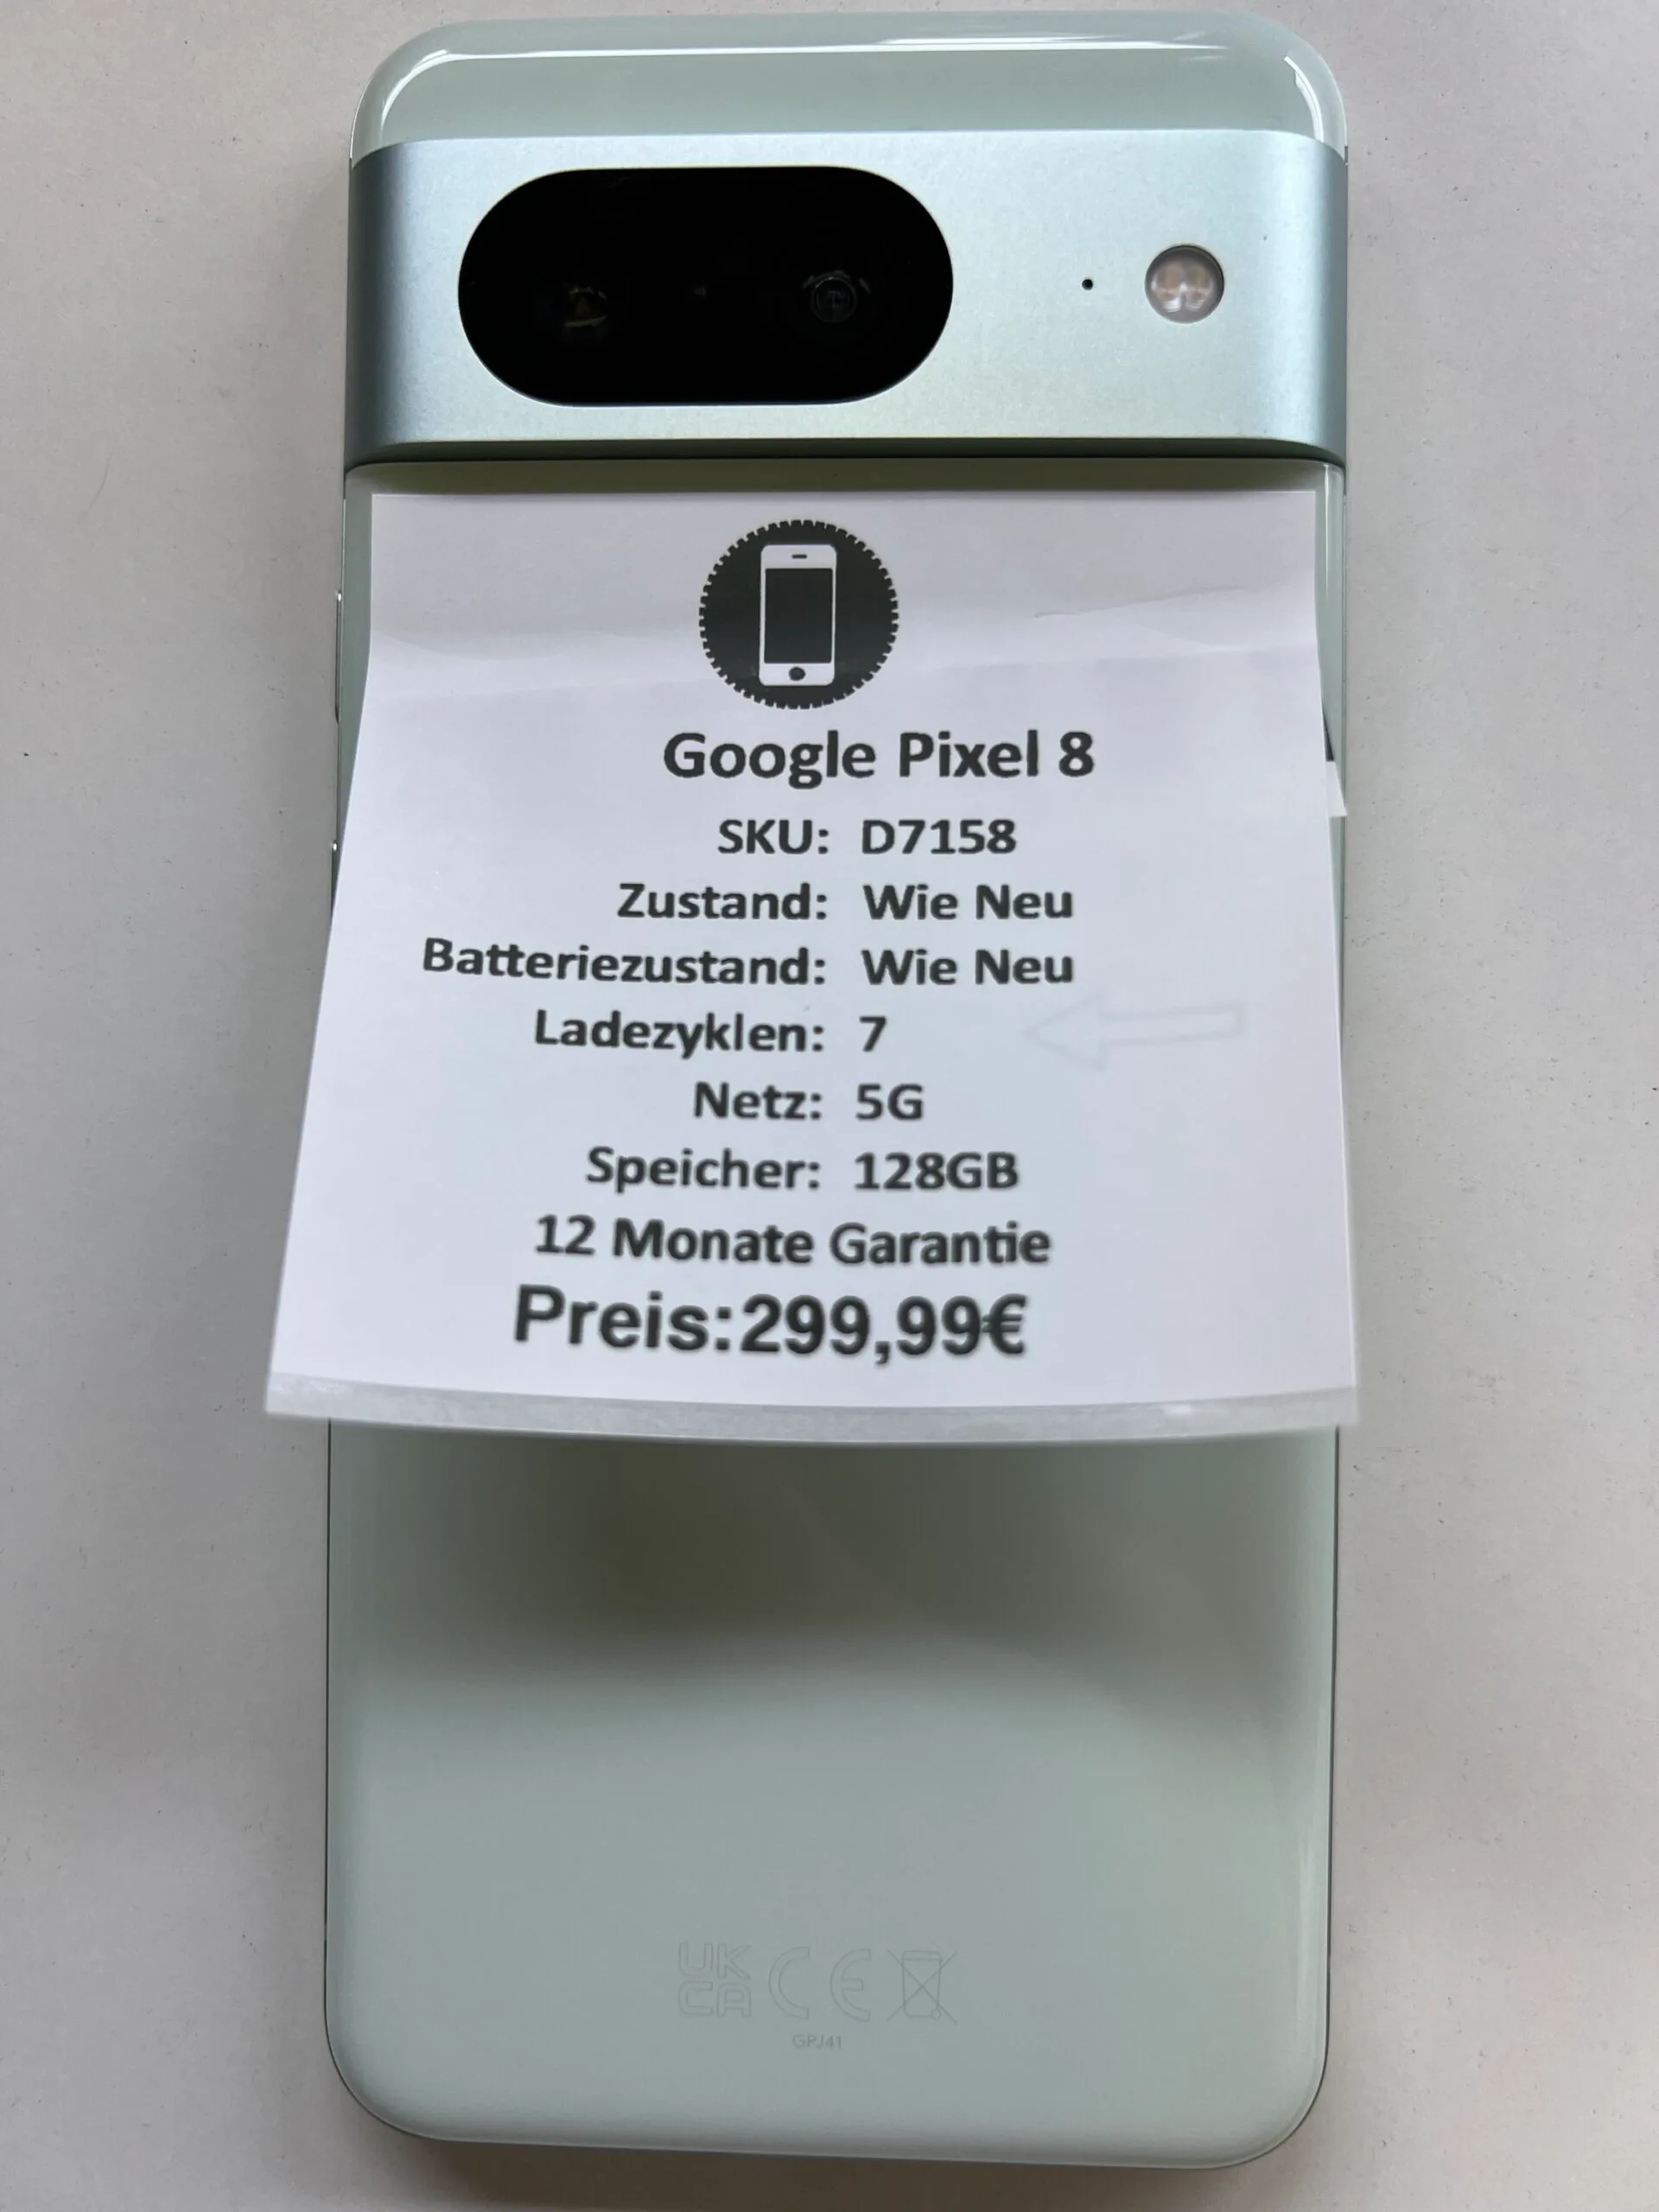 Google Pixel 8
SKU: D7158
Zustand: Wie Neu
Batteriezustand: Wie Neu
Ladezyklen: 7
Netz: 5G
Speicher: 128GB
12 Monate Garantie
Preis:299,99€
UK
CA CE
GPJ41